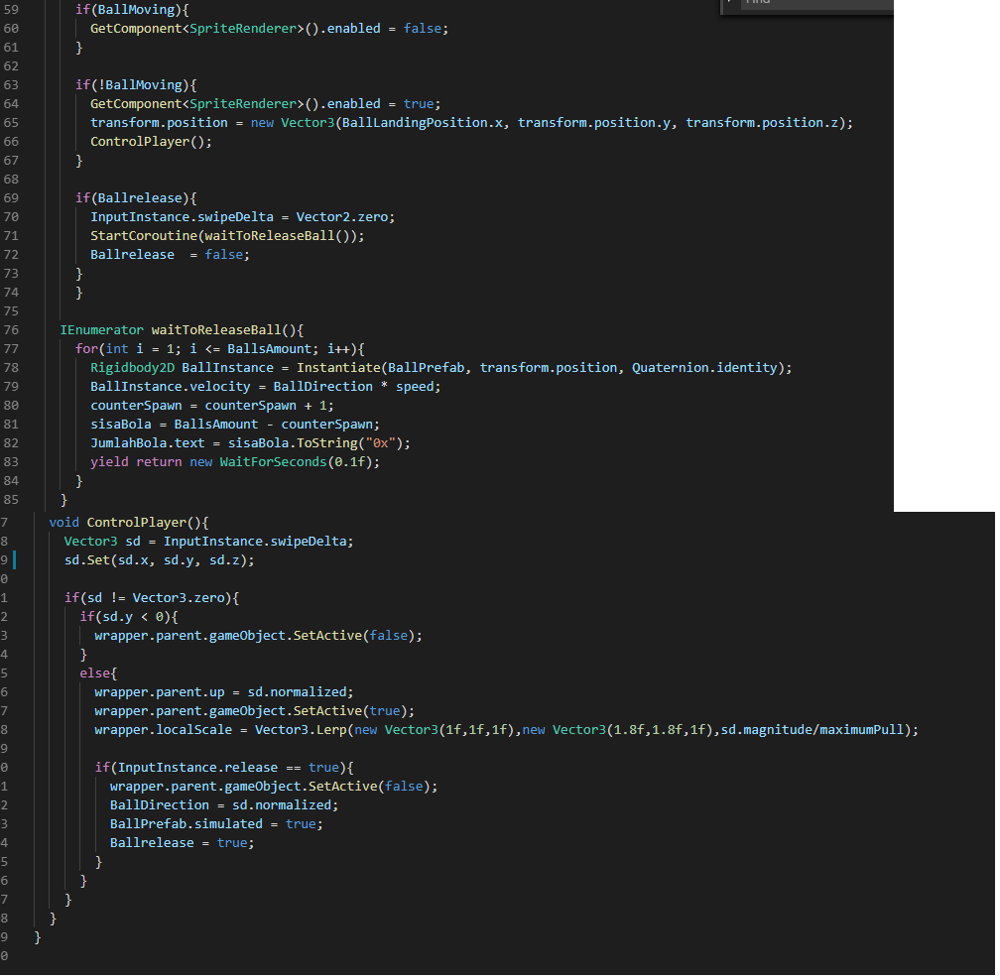 Find
59 if(BallMoving){
60 GetComponent<SpriteRenderer>().enabled = false;
61 }
62
63 if(!BallMoving){
64 GetComponent<SpriteRenderer>().enabled = true;
65 transform.position = new Vector3(BallLandingPosition.x, transform.position.y, transform.position.z);
66 ControlPlayer();
67 }
68
69 if(Ballrelease){
70 InputInstance.swipeDelta = Vector2.zero;
71 StartCoroutine(waitToReleaseBall());
72 Ballrelease  = false;
73 }
74 }
75
76 IEnumerator waitToReleaseBall(){
77 for(int i = 1; i <= BallsAmount; i++){
78 Rigidbody2D BallInstance = Instantiate(BallPrefab, transform.position, Quaternion.identity);
79 BallInstance.velocity = BallDirection * speed;
80 counterSpawn = counterSpawn + 1;
81 sisaBola = BallsAmount - counterSpawn;
82 JumlahBola.text = sisaBola.ToString("0x");
83 yield return new WaitForSeconds(0.1f);
84 }
85 }
7 void ControlPlayer(){
8 Vector3 sd = InputInstance.swipeDelta;
9 sd.Set(sd.x, sd.y, sd.z);
0
1 if(sd != Vector3.zero){
2 if(sd.y < 0){
3 wrapper.parent.gameObject.SetActive(false);
4 }
5 else{
6 wrapper.parent.up = sd.normalized;
7 wrapper.parent.gameObject.SetActive(true);
8 wrapper.localScale = Vector3.Lerp(new Vector3(1f,1f,1f),new Vector3(1.8f,1.8f,1f),sd.magnitude/maximumPull);
9
0 if(InputInstance.release == true){
1 wrapper.parent.gameObject.SetActive(false);
2 BallDirection = sd.normalized;
3 BallPrefab.simulated = true;
4 Ballrelease = true;
5 }
6 }
7 }
8 }
9 }
0